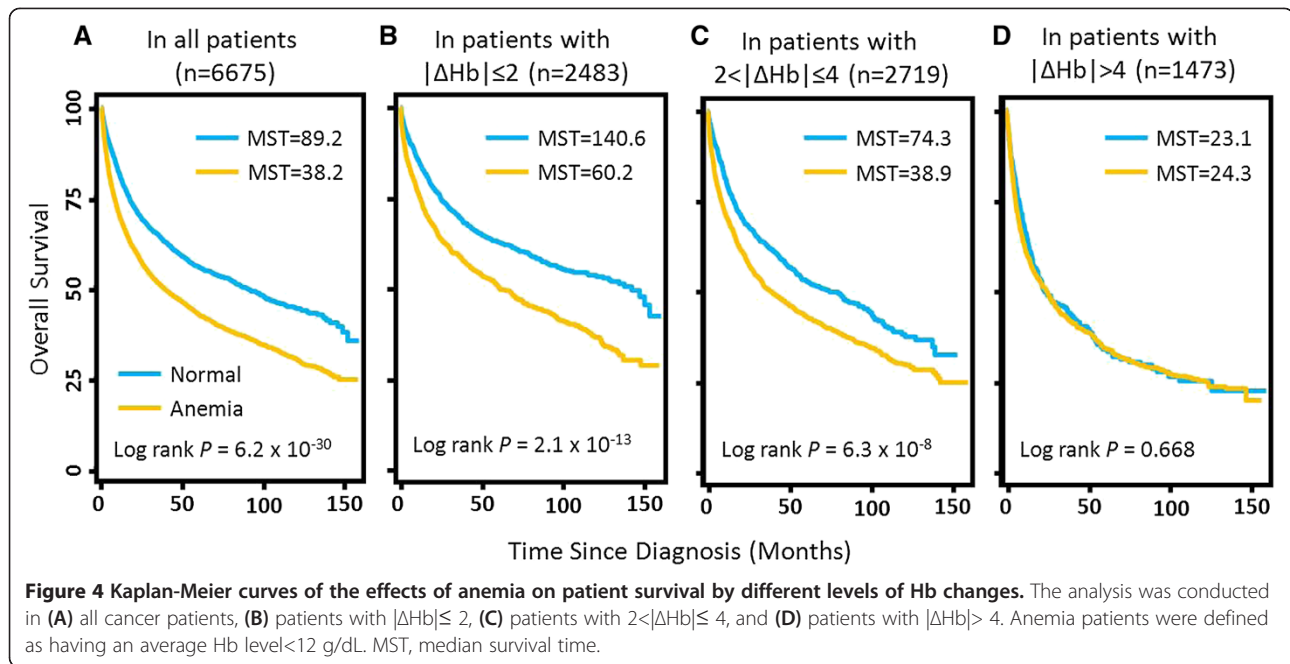 A In all patients (n=6675)
B In patients with |ΔHb|≤2 (n=2483)
C In patients with 2<|ΔHb|≤4 (n=2719)
D In patients with |ΔHb|>4 (n=1473)
Overall Survival
100
75
50
25
0
MST=89.2
MST=38.2
Normal
Anemia
Log rank P = 6.2 x 10^-30
0 50 100 150
MST=140.6
MST=60.2
Log rank P = 2.1 x 10^-13
0 50 100 150
MST=74.3
MST=38.9
Log rank P = 6.3 x 10^-8
0 50 100 150
MST=23.1
MST=24.3
Log rank P = 0.668
0 50 100 150
Time Since Diagnosis (Months)
Figure 4 Kaplan-Meier curves of the effects of anemia on patient survival by different levels of Hb changes. The analysis was conducted
in (A) all cancer patients, (B) patients with |ΔHb|≤ 2, (C) patients with 2<|ΔHb|≤ 4, and (D) patients with |ΔHb|> 4. Anemia patients were defined
as having an average Hb level<12 g/dL. MST, median survival time.